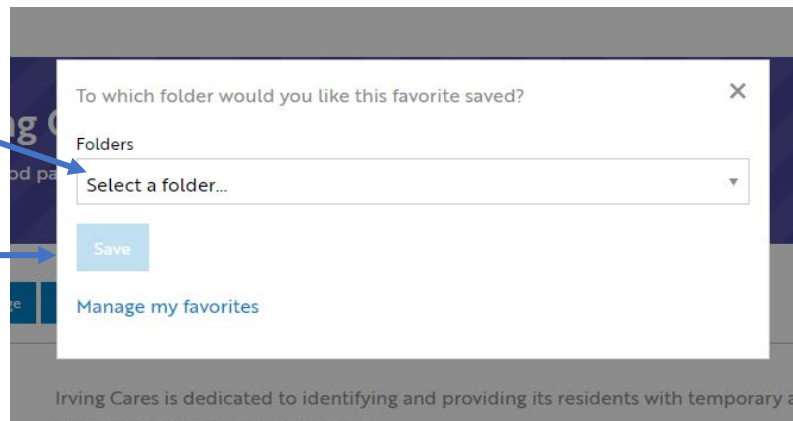 To which folder would you like this favorite saved?
Folders
Select a folder...
Save
Manage my favorites
Irving Cares is dedicated to identifying and providing its residents with temporary